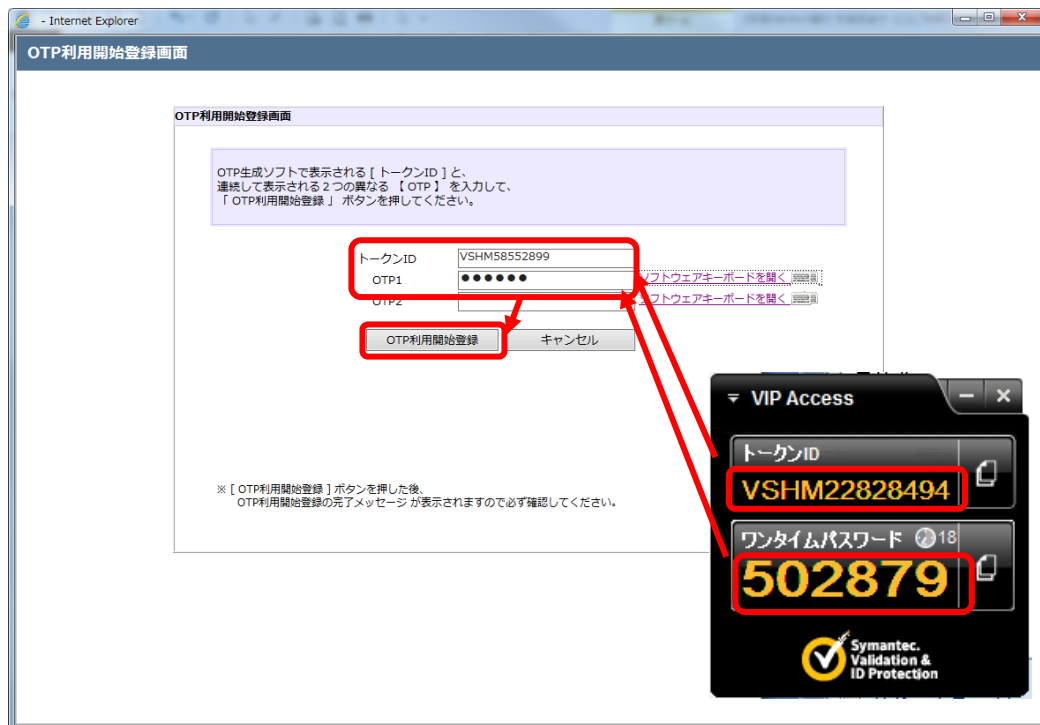 - Internet Explorer
OTP利用開始登録画面
OTP利用開始登録画面
OTP生成ソフトで表示される [ トークンID ] と、
連続して表示される２つの異なる 【 OTP 】 を入力して、
「 OTP利用開始登録 」 ボタンを押してください。
トークンID VSHM58552899
OTP1 ●●●●●● ソフトウェアキーボードを開く
OTP2 ソフトウェアキーボードを開く
OTP利用開始登録 キャンセル
※ [ OTP利用開始登録 ] ボタンを押した後、
OTP利用開始登録の完了メッセージ が表示されますので必ず確認してください。
VIP Access
トークンID
VSHM22828494
ワンタイムパスワード 18
502879
Symantec.
Validation &
ID Protection